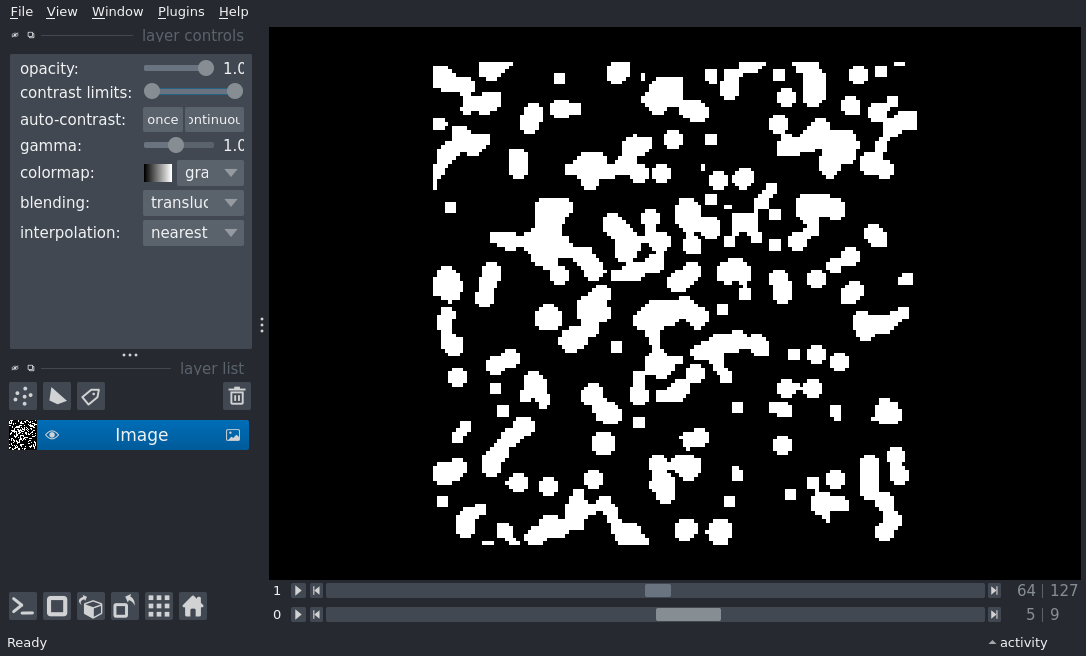 File View Window Plugins Help
layer controls
opacity: 1.0
contrast limits:
auto-contrast: once ontinuou
gamma: 1.0
colormap: gra
blending: transluc
interpolation: nearest
layer list
Image
1 64 | 127
0 5 | 9
Ready activity